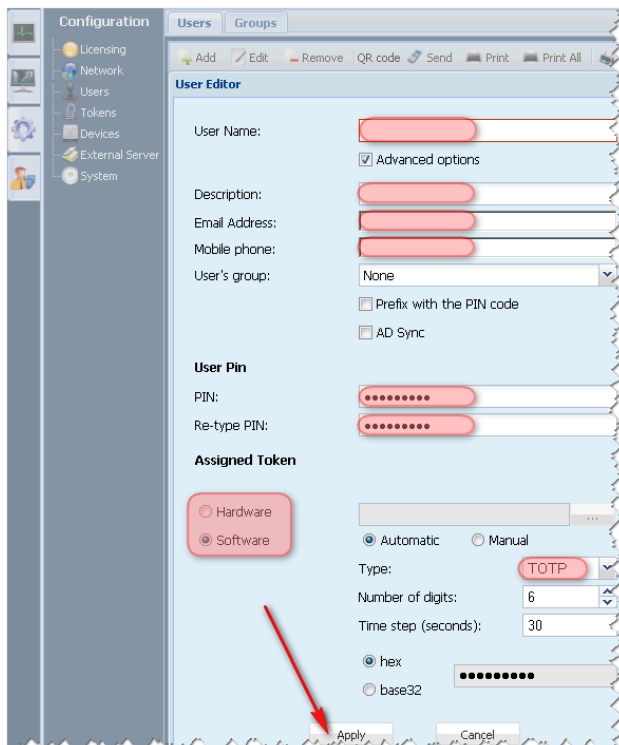 Configuration
Licensing
Network
Users
Tokens
Devices
External Server
System
Users Groups
Add Edit Remove QR code Send Print Print All
User Editor
User Name:
Advanced options
Description:
Email Address:
Mobile phone:
User's group: None
Prefix with the PIN code
AD Sync
User Pin
PIN: •••••••••
Re-type PIN: •••••••••
Assigned Token
Hardware ...
Software Automatic Manual
Type: TOTP
Number of digits: 6
Time step (seconds): 30
hex •••••••••
base32
Apply Cancel